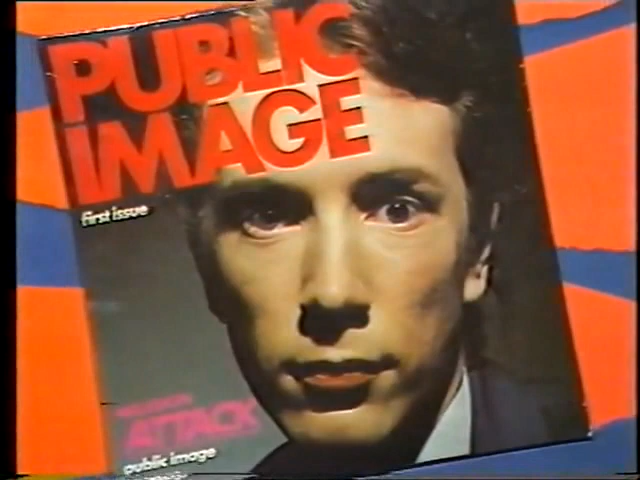 PUBLIC
IMAGE
first issue
ATTACK
public image